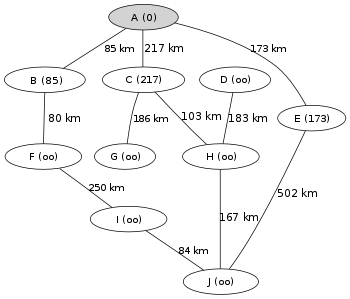 A (0)
85 km
217 km
173 km
B (85)
C (217)
D (oo)
80 km
186 km
103 km
183 km
E (173)
F (oo)
G (oo)
H (oo)
250 km
502 km
I (oo)
167 km
84 km
J (oo)